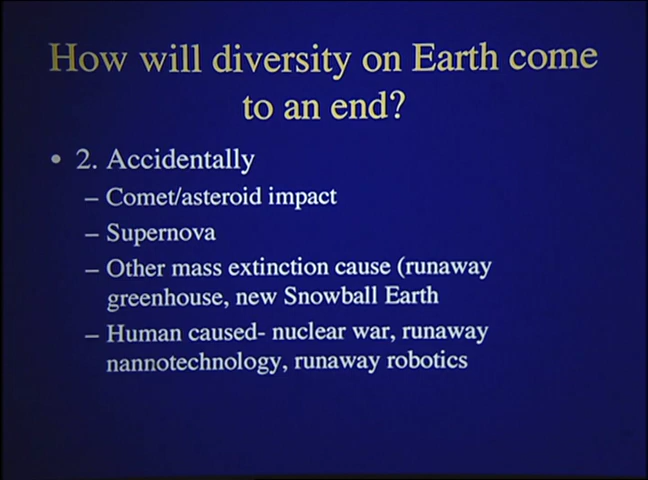 How will diversity on Earth come
to an end?
• 2. Accidentally
– Comet/asteroid impact
– Supernova
– Other mass extinction cause (runaway
greenhouse, new Snowball Earth
– Human caused- nuclear war, runaway
nannotechnology, runaway robotics